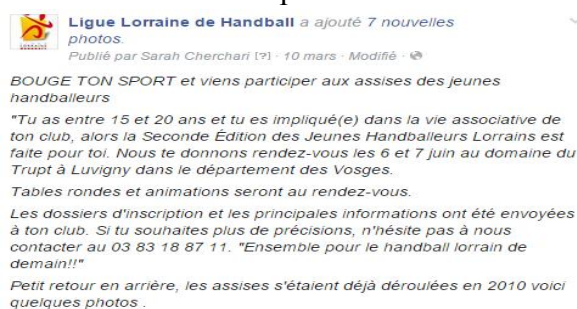 Ligue Lorraine de Handball a ajouté 7 nouvelles
photos.
Publié par Sarah Cherchari [?] · 10 mars · Modifié ·
BOUGE TON SPORT et viens participer aux assises des jeunes
handballeurs
"Tu as entre 15 et 20 ans et tu es impliqué(e) dans la vie associative de
ton club, alors la Seconde Édition des Jeunes Handballeurs Lorrains est
faite pour toi. Nous te donnons rendez-vous les 6 et 7 juin au domaine du
Trupt à Luvigny dans le département des Vosges.
Tables rondes et animations seront au rendez-vous.
Les dossiers d'inscription et les principales informations ont été envoyées
à ton club. Si tu souhaites plus de précisions, n'hésite pas à nous
contacter au 03 83 18 87 11. "Ensemble pour le handball lorrain de
demain!!"
Petit retour en arrière, les assises s'étaient déjà déroulées en 2010 voici
quelques photos .